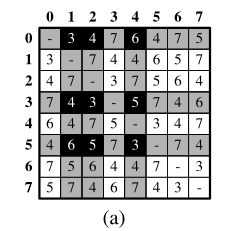 0 1 2 3 4 5 6 7
0 - 3 4 7 6 4 7 5
1 3 - 7 4 4 6 5 7
2 4 7 - 3 7 5 6 4
3 7 4 3 - 5 7 4 6
4 6 4 7 5 - 3 4 7
5 4 6 5 7 3 - 7 4
6 7 5 6 4 4 7 - 3
7 5 7 4 6 7 4 3 -
(a)